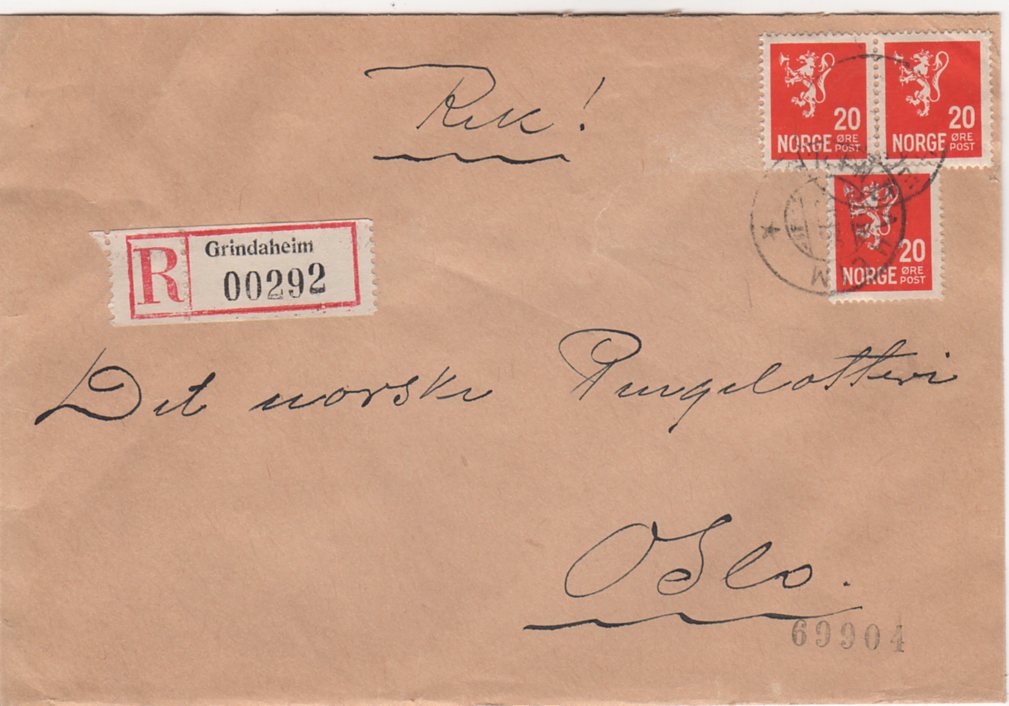 Rek!
20 20
NORGE ØRE POST NORGE ØRE POST
20
NORGE ØRE POST
R Grindaheim
00292
Det norske Pengelotteri
Oslo.
69904